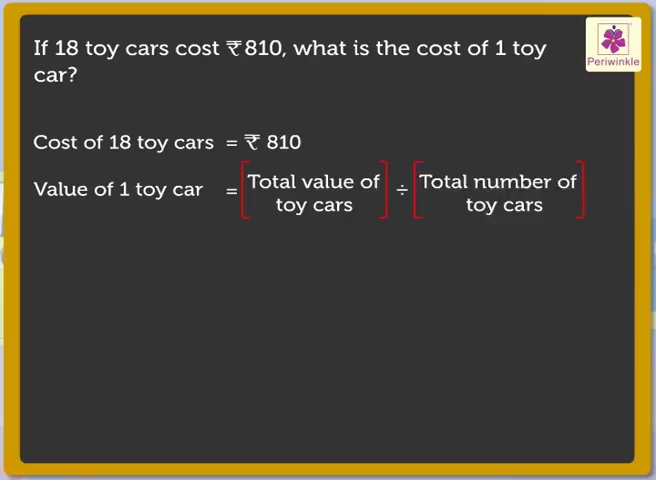 If 18 toy cars cost ₹810, what is the cost of 1 toy
car?
Periwinkle
Cost of 18 toy cars = ₹ 810
Value of 1 toy car = [Total value of toy cars] ÷ [Total number of toy cars]